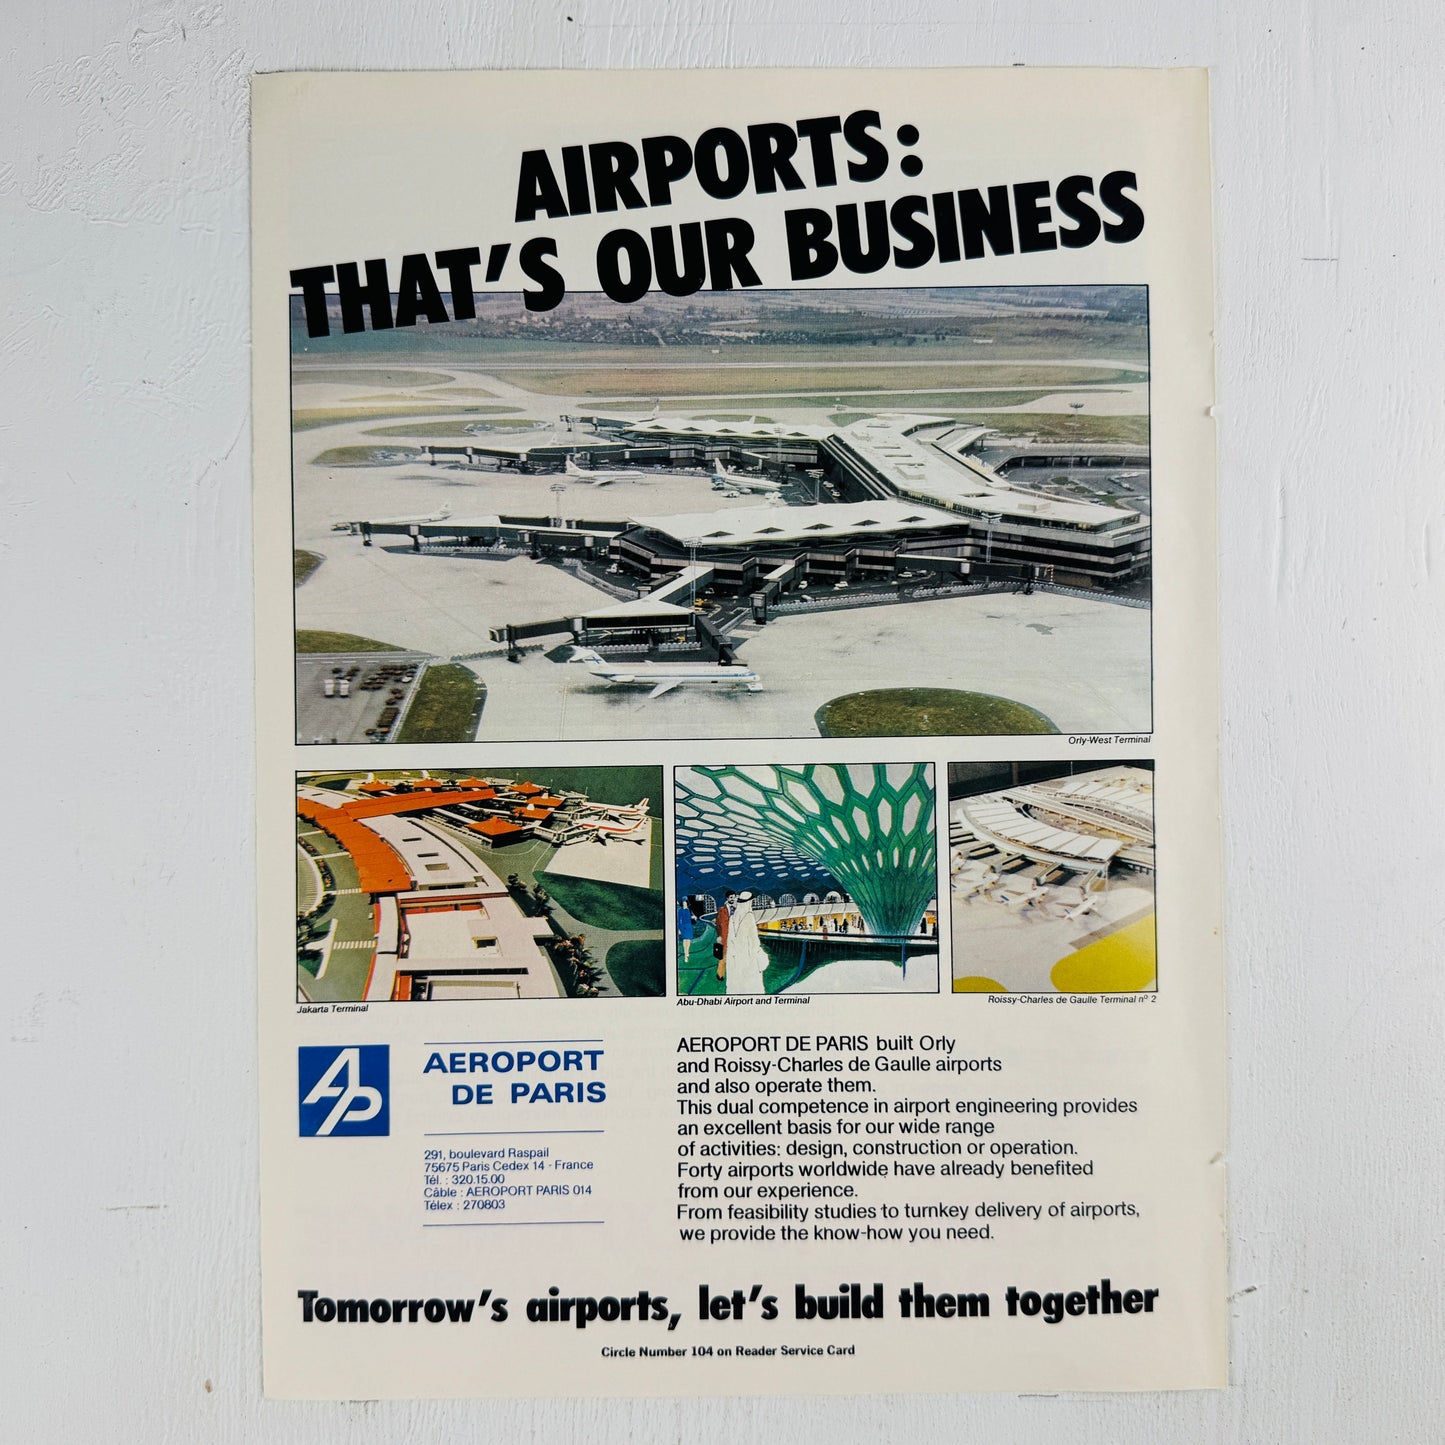 AIRPORTS:
THAT'S OUR BUSINESS
Orly-West Terminal
Jakarta Terminal
Abu-Dhabi Airport and Terminal
Roissy-Charles de Gaulle Terminal nº 2
AP
AEROPORT
DE PARIS
291, boulevard Raspail
75675 Paris Cedex 14 - France
Tél. : 320.15.00
Câble : AEROPORT PARIS 014
Télex : 270803
AEROPORT DE PARIS built Orly
and Roissy-Charles de Gaulle airports
and also operate them.
This dual competence in airport engineering provides
an excellent basis for our wide range
of activities: design, construction or operation.
Forty airports worldwide have already benefited
from our experience.
From feasibility studies to turnkey delivery of airports,
we provide the know-how you need.
Tomorrow's airports, let's build them together
Circle Number 104 on Reader Service Card